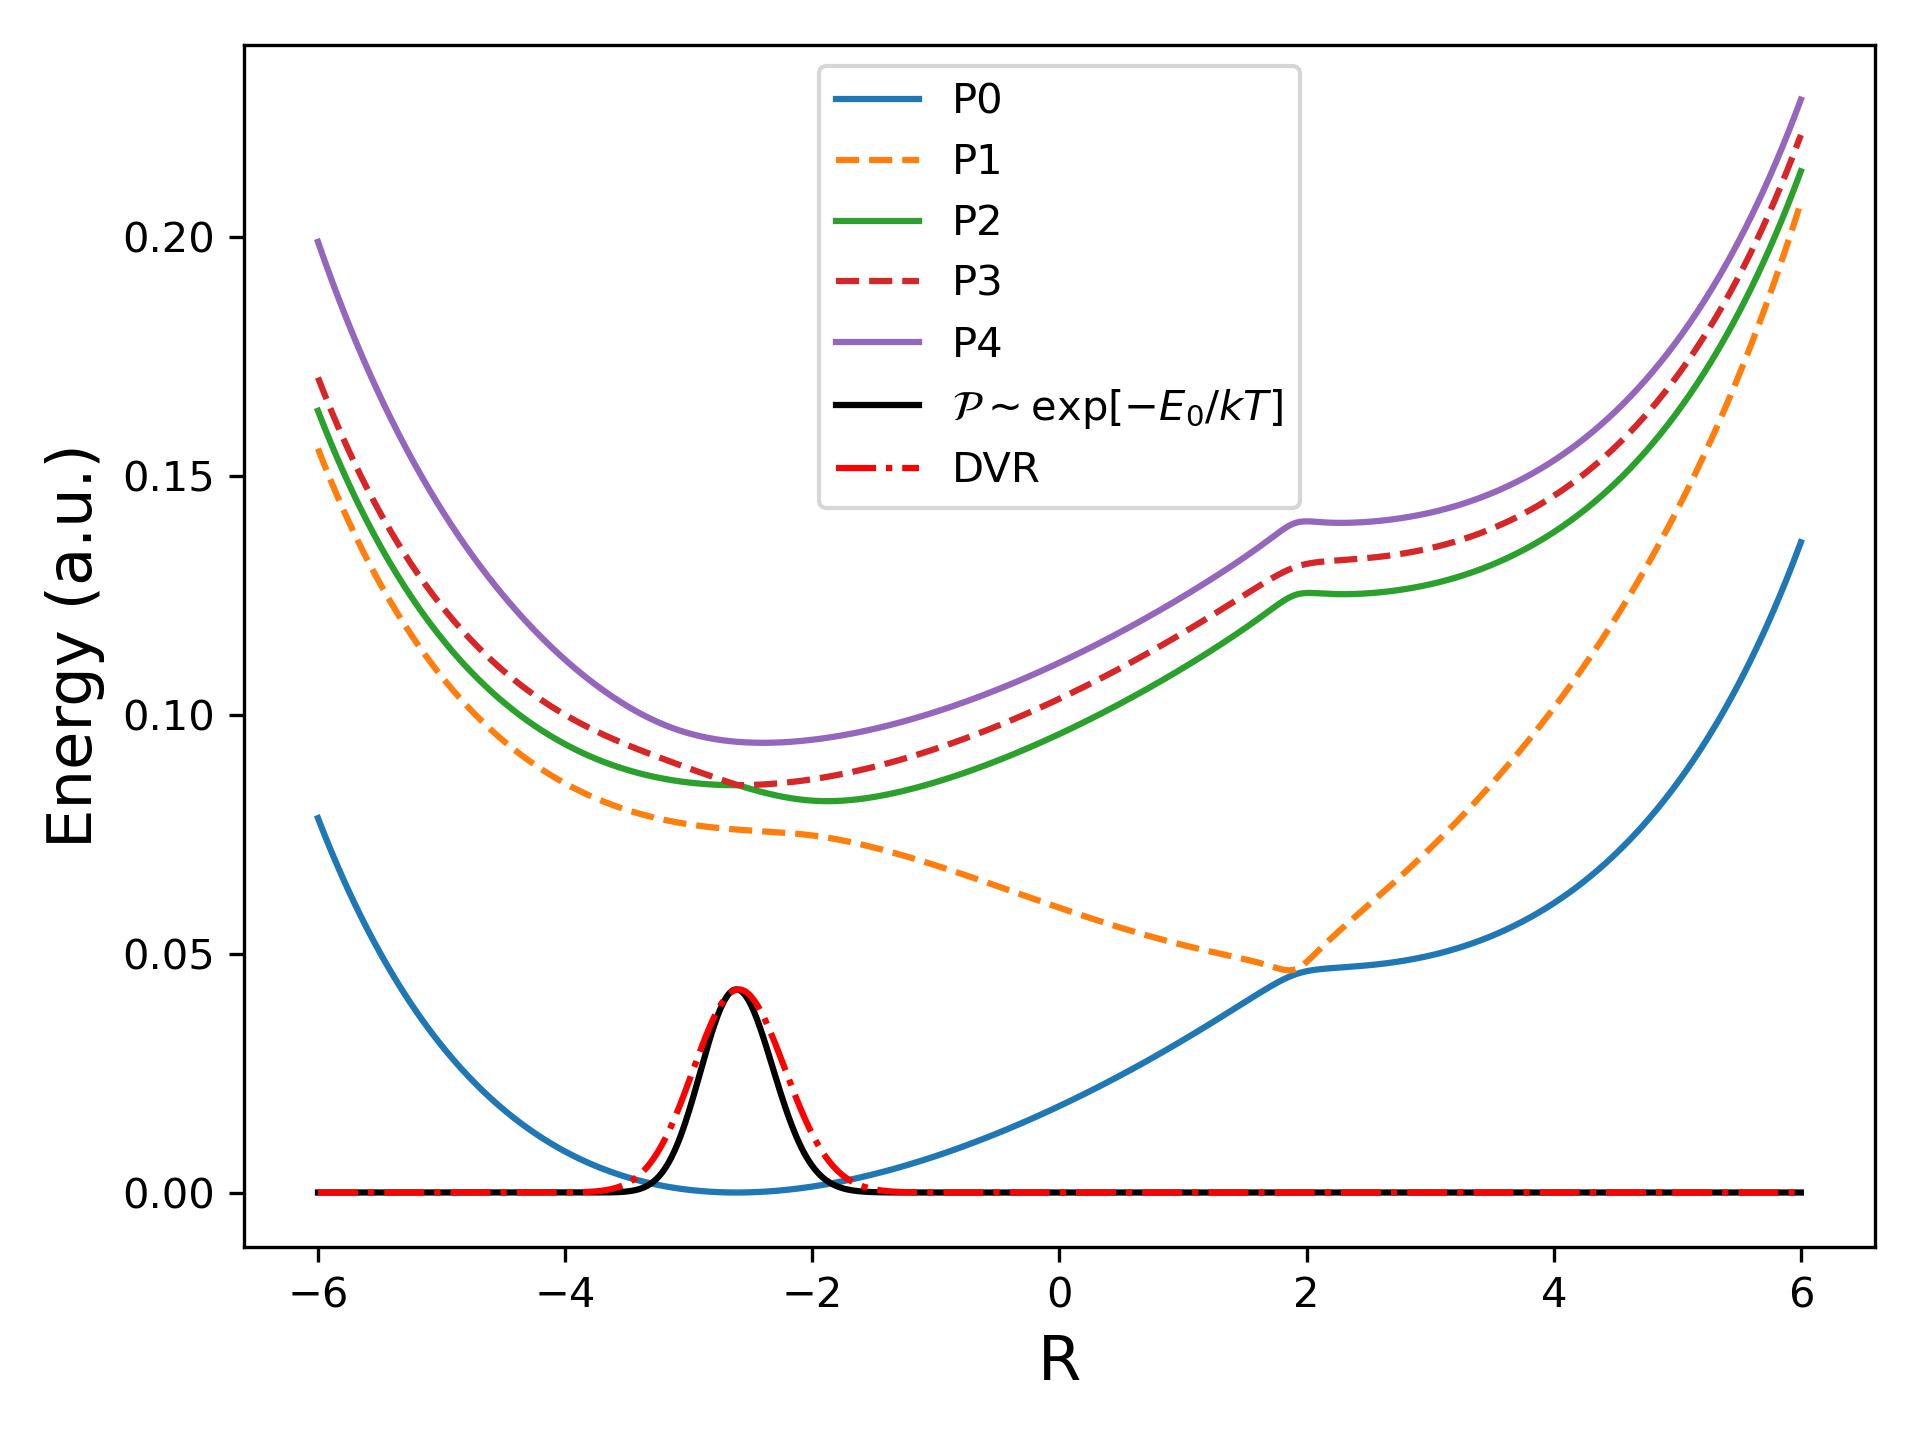 P0
P1
P2
P3
P4
𝒫 ~ exp[−E₀/kT]
DVR
Energy (a.u.)
0.20
0.15
0.10
0.05
0.00
−6 −4 −2 0 2 4 6
R